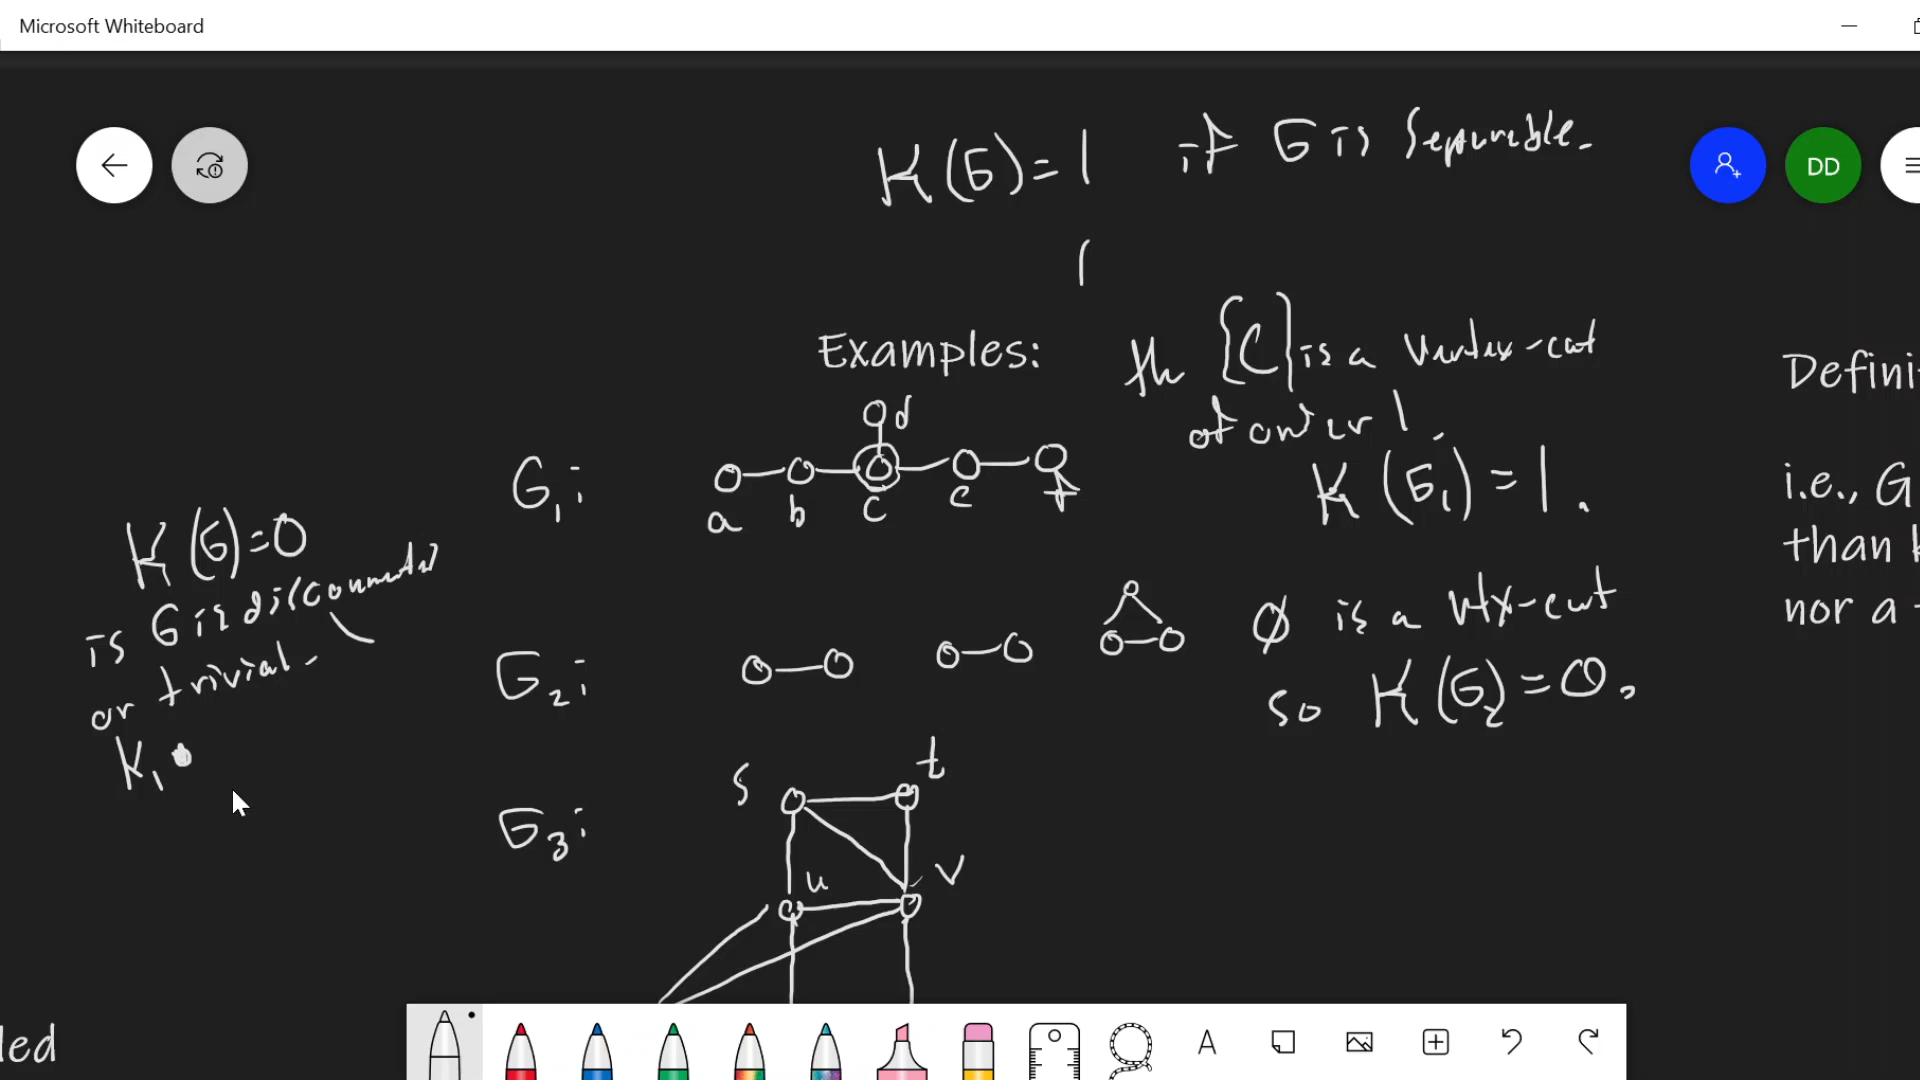 Microsoft Whiteboard
K(G)=1 if G is Separable.
DD
Examples: th {C} is a vertex-cut
of order 1.
Defini
G1: a b c d e f
K(G1)=1.
i.e., G
than k
nor a
K(G)=0
is G is disconnected
or trivial.
K1
G2: ∅ is a vtx-cut
so K(G2)=0.
G3: s t
u v
led